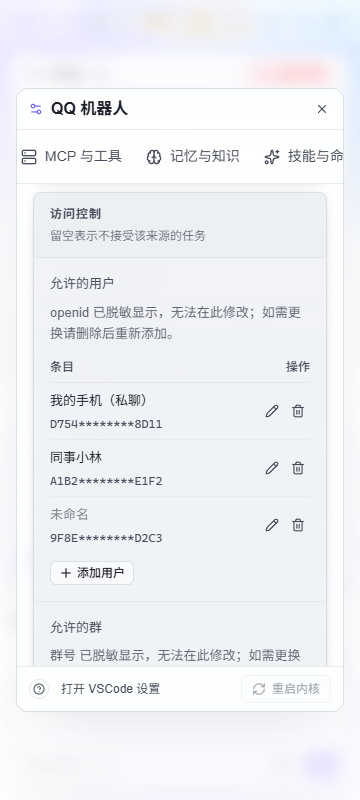 QQ 机器人
MCP 与工具 记忆与知识 技能与命
访问控制
留空表示不接受该来源的任务
允许的用户
openid 已脱敏显示，无法在此修改；如需更
换请删除后重新添加。
条目 操作
我的手机（私聊）
D754********8D11
同事小林
A1B2********E1F2
未命名
9F8E********D2C3
添加用户
允许的群
群号 已脱敏显示，无法在此修改；如需更换
打开 VSCode 设置 重启内核